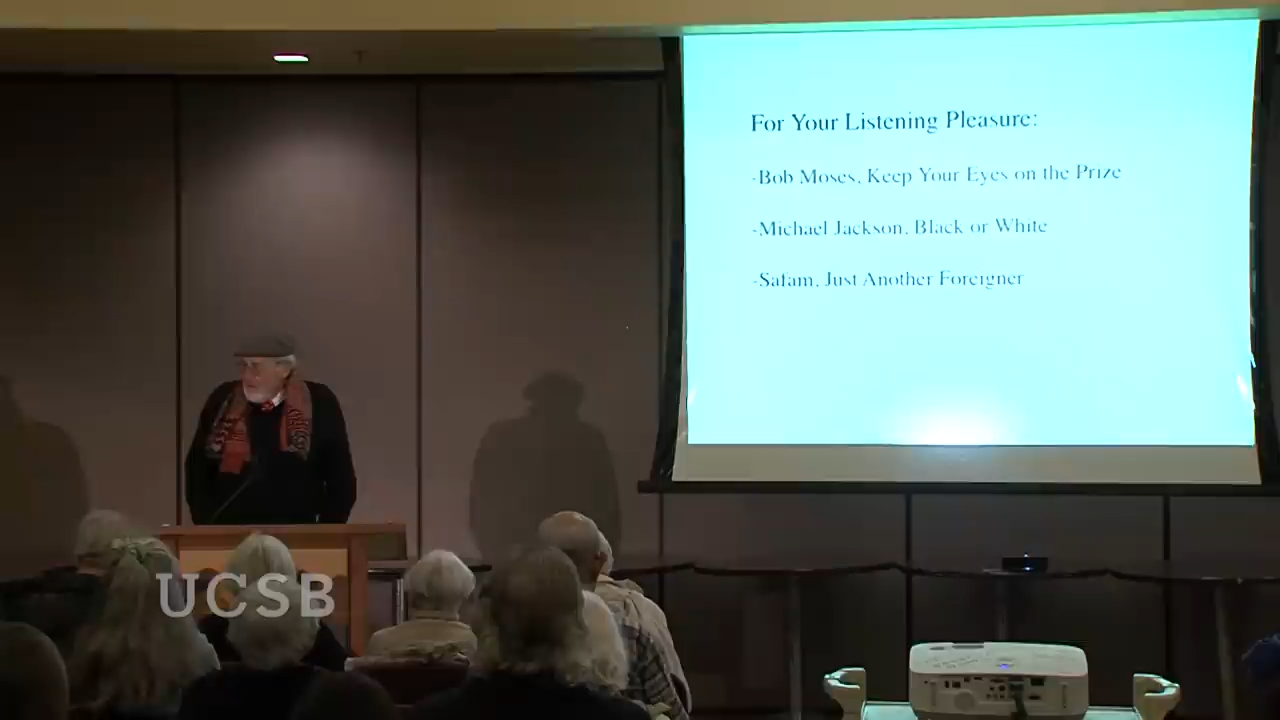 For Your Listening Pleasure:
-Bob Moses, Keep Your Eyes on the Prize
-Michael Jackson, Black or White
-Safam, Just Another Foreigner
UCSB